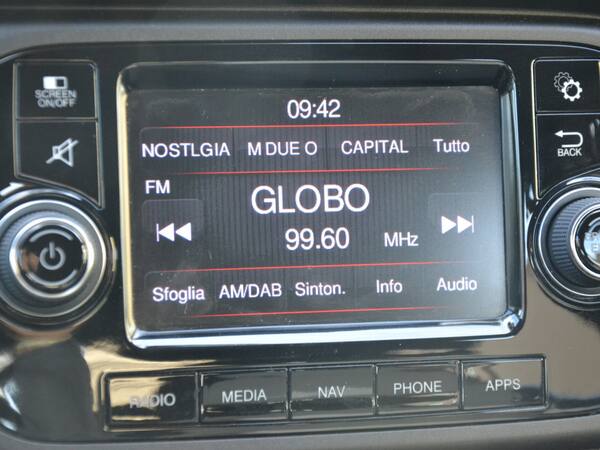 SCREEN
ON/OFF
09:42
NOSTLGIA M DUE O CAPITAL Tutto
BACK
FM
GLOBO
99.60 MHz
Sfoglia AM/DAB Sinton. Info Audio
RADIO MEDIA NAV PHONE APPS